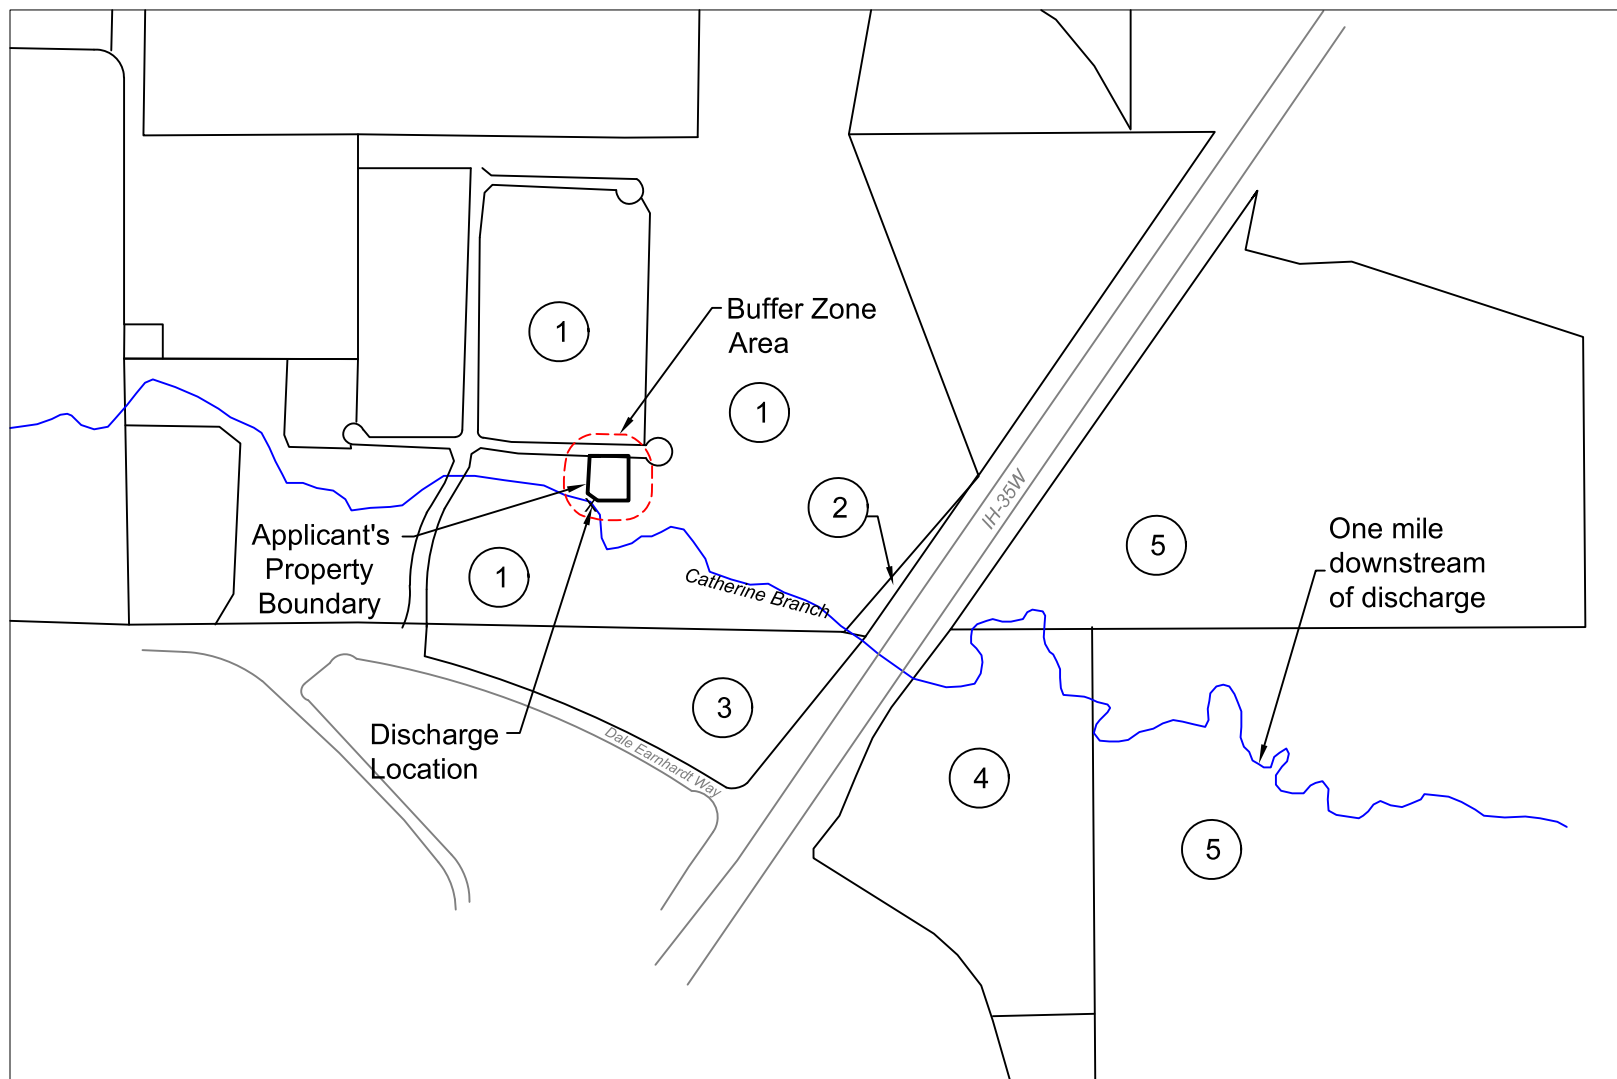 Buffer Zone
Area
1
1
2
IH-35W
5
One mile
downstream
of discharge
Applicant's
Property
Boundary
1
Catherine Branch
3
Discharge
Location
Dale Earnhardt Way
4
5